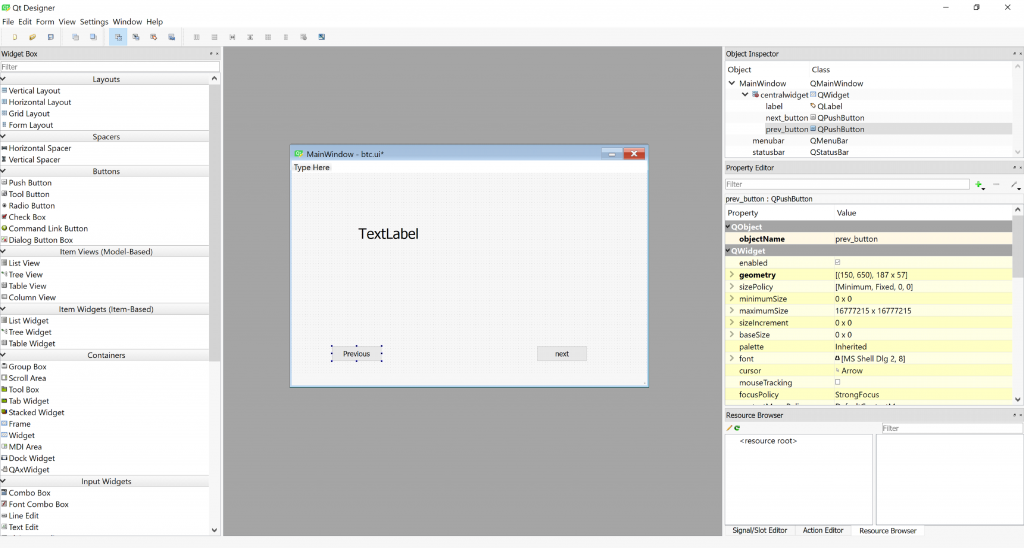 Qt Designer
File Edit Form View Settings Window Help
Widget Box
Filter
Layouts
Vertical Layout
Horizontal Layout
Grid Layout
Form Layout
Spacers
Horizontal Spacer
Vertical Spacer
Buttons
Push Button
Tool Button
Radio Button
Check Box
Command Link Button
Dialog Button Box
Item Views (Model-Based)
List View
Tree View
Table View
Column View
Item Widgets (Item-Based)
List Widget
Tree Widget
Table Widget
Containers
Group Box
Scroll Area
Tool Box
Tab Widget
Stacked Widget
Frame
Widget
MDI Area
Dock Widget
QAxWidget
Input Widgets
Combo Box
Font Combo Box
Line Edit
Text Edit
MainWindow - btc.ui*
Type Here
TextLabel
Previous
next
Object Inspector
Object Class
MainWindow QMainWindow
centralwidget QWidget
label QLabel
next_button QPushButton
prev_button QPushButton
menubar QMenuBar
statusbar QStatusBar
Property Editor
Filter
prev_button : QPushButton
Property Value
QObject
objectName prev_button
QWidget
enabled
geometry [(150, 650), 187 x 57]
sizePolicy [Minimum, Fixed, 0, 0]
minimumSize 0 x 0
maximumSize 16777215 x 16777215
sizeIncrement 0 x 0
baseSize 0 x 0
palette Inherited
font [MS Shell Dlg 2, 8]
cursor Arrow
mouseTracking
focusPolicy StrongFocus
Resource Browser
Filter
<resource root>
Signal/Slot Editor Action Editor Resource Browser